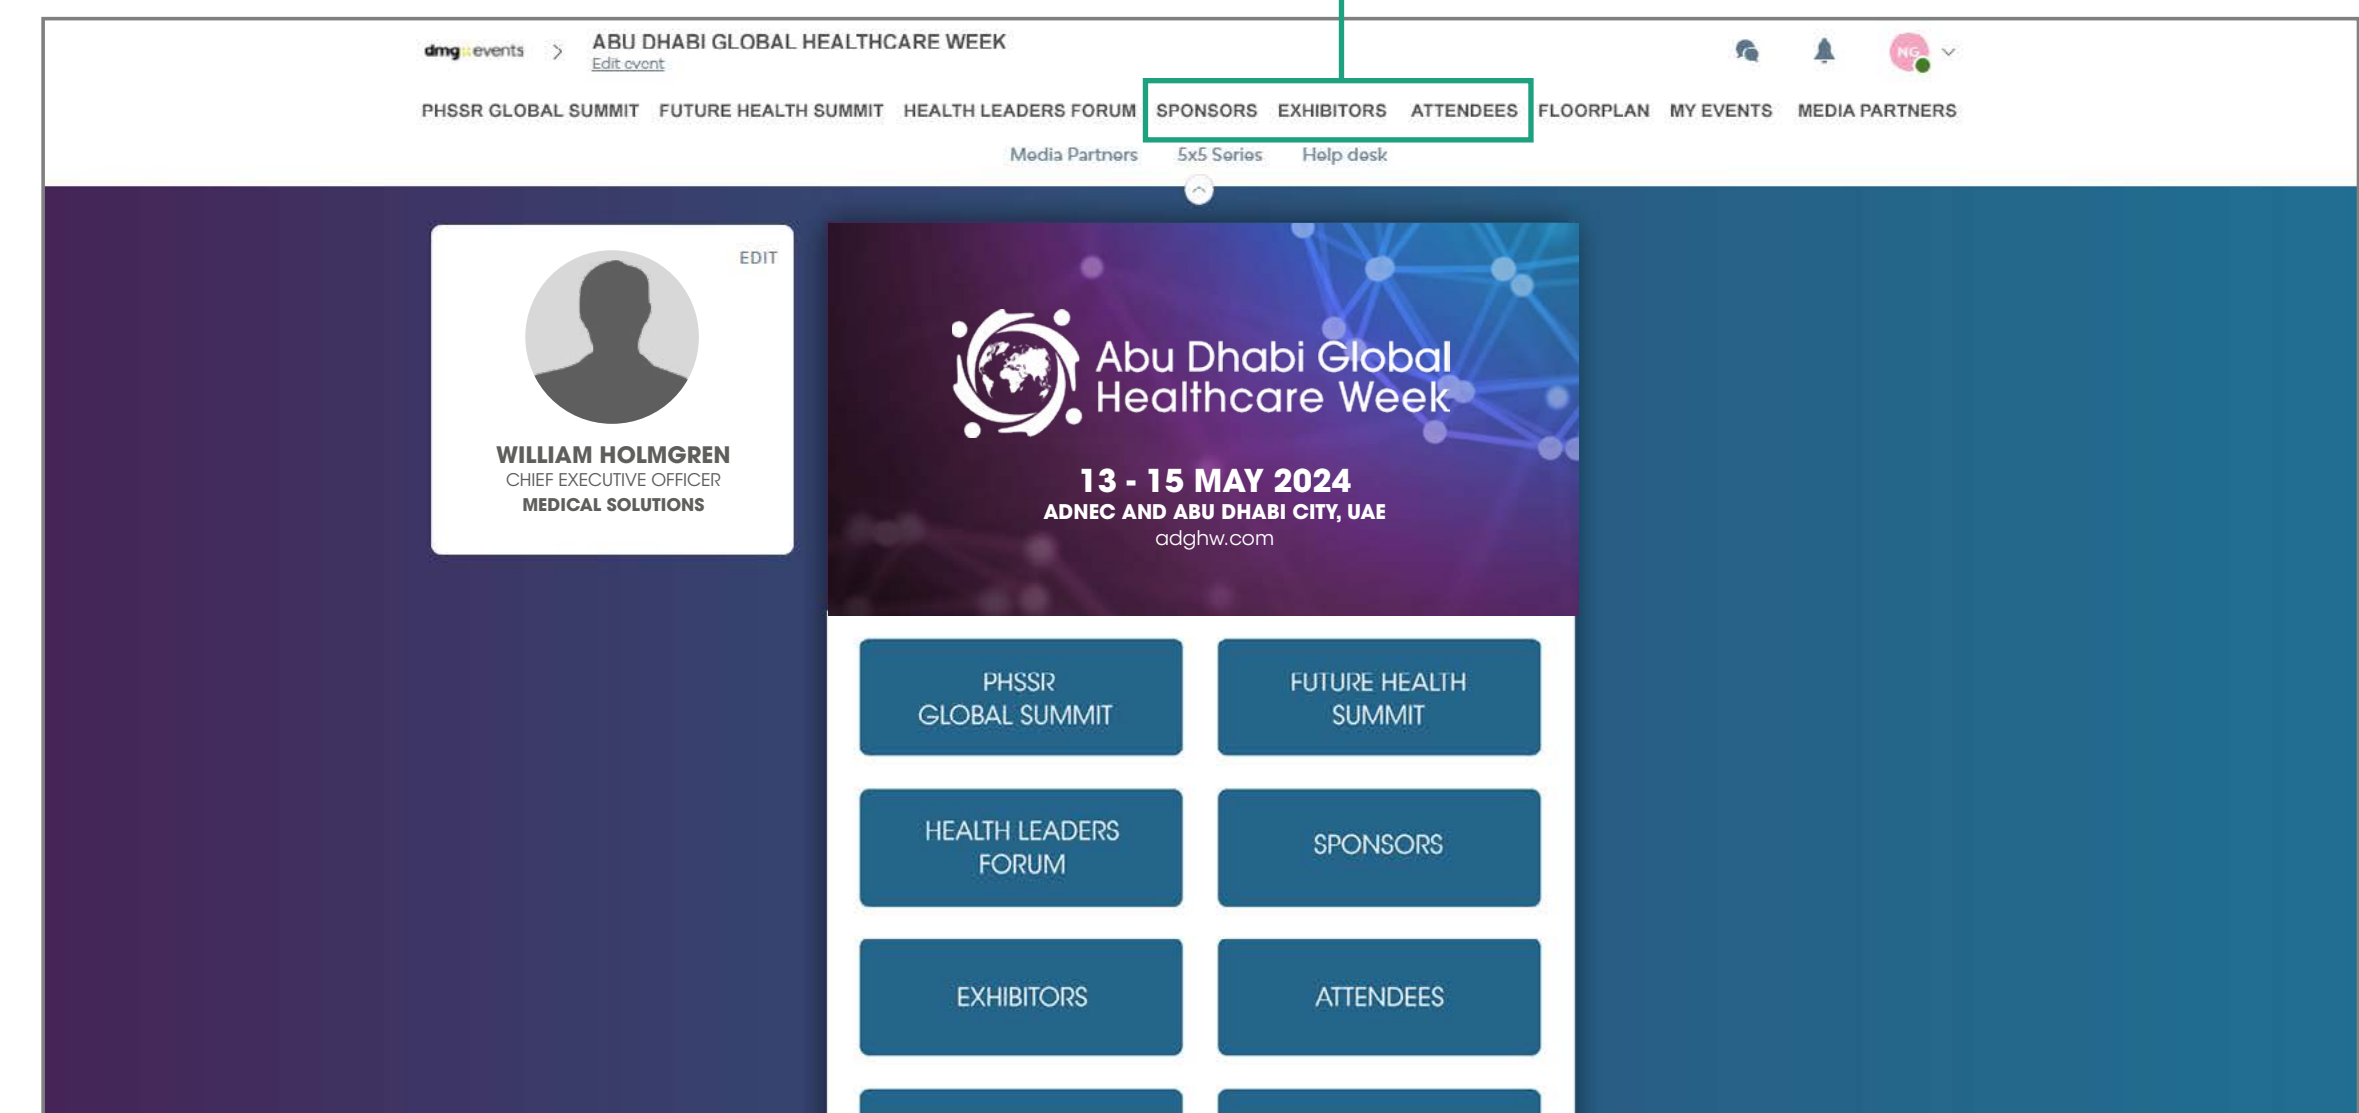 dmg::events > ABU DHABI GLOBAL HEALTHCARE WEEK
Edit event
NG
PHSSR GLOBAL SUMMIT FUTURE HEALTH SUMMIT HEALTH LEADERS FORUM SPONSORS EXHIBITORS ATTENDEES FLOORPLAN MY EVENTS MEDIA PARTNERS
Media Partners 5x5 Series Help desk
EDIT
WILLIAM HOLMGREN
CHIEF EXECUTIVE OFFICER
MEDICAL SOLUTIONS
Abu Dhabi Global
Healthcare Week
13 - 15 MAY 2024
ADNEC AND ABU DHABI CITY, UAE
adghw.com
PHSSR
GLOBAL SUMMIT
FUTURE HEALTH
SUMMIT
HEALTH LEADERS
FORUM
SPONSORS
EXHIBITORS
ATTENDEES